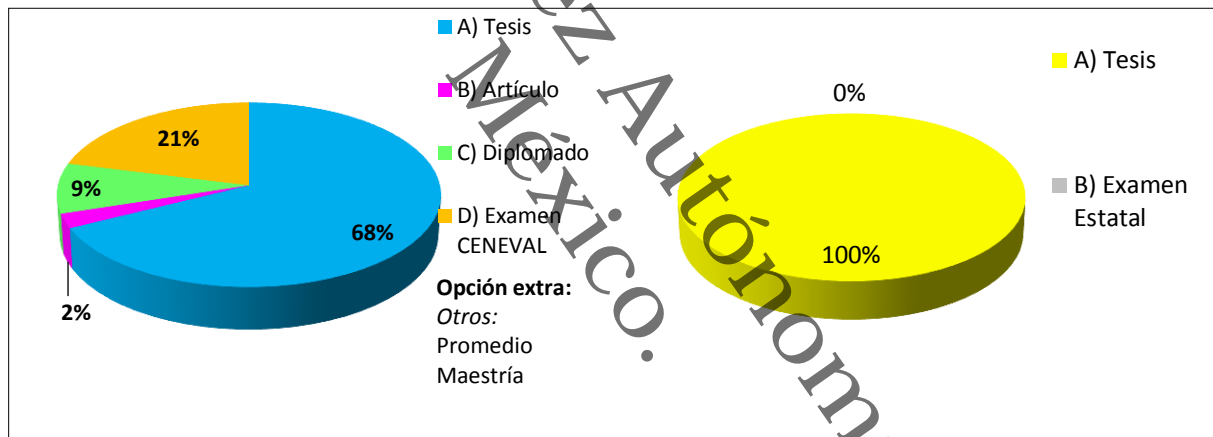 A) Tesis
B) Artículo
C) Diplomado
D) Examen
CENEVAL
Opción extra:
Otros:
Promedio
Maestría
21%
9%
68%
2%
0%
100%
A) Tesis
B) Examen
Estatal
ez Autónom
México.